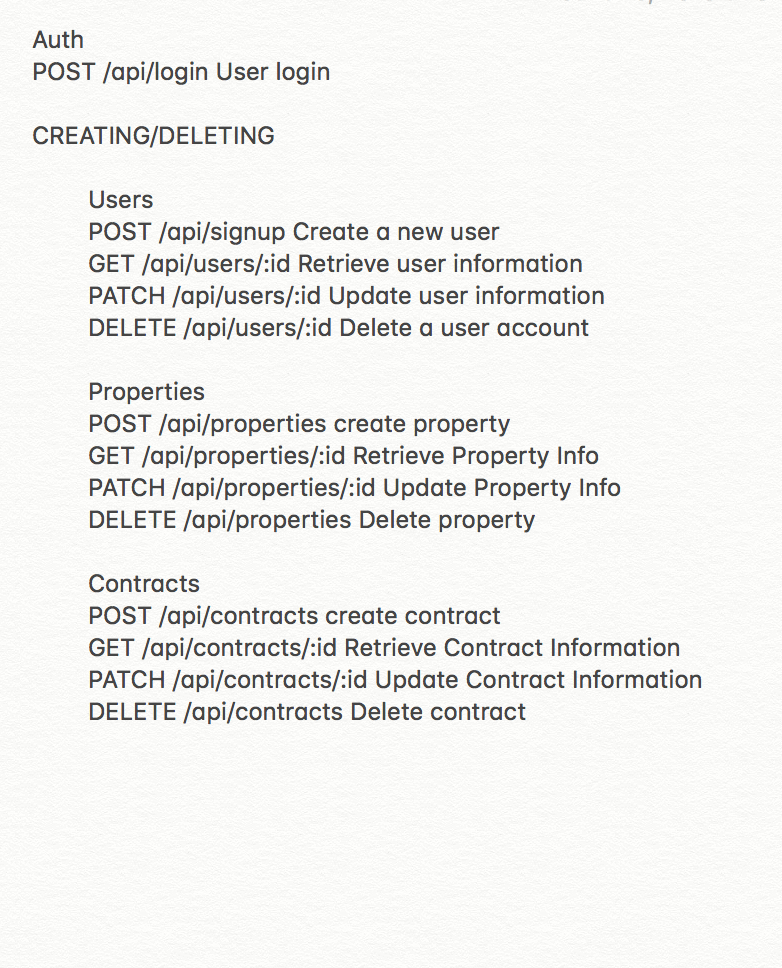 Auth
POST /api/login User login
CREATING/DELETING
Users
POST /api/signup Create a new user
GET /api/users/:id Retrieve user information
PATCH /api/users/:id Update user information
DELETE /api/users/:id Delete a user account
Properties
POST /api/properties create property
GET /api/properties/:id Retrieve Property Info
PATCH /api/properties/:id Update Property Info
DELETE /api/properties Delete property
Contracts
POST /api/contracts create contract
GET /api/contracts/:id Retrieve Contract Information
PATCH /api/contracts/:id Update Contract Information
DELETE /api/contracts Delete contract